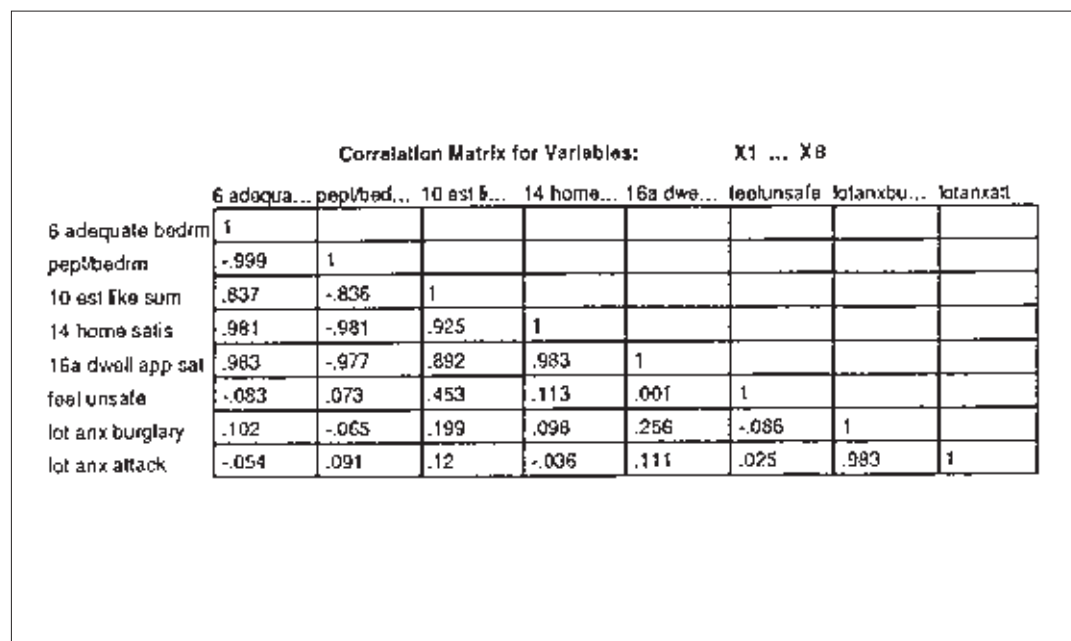 Correlation Matrix for Variables: X1 ... X8
6 adequa... pepl/bed... 10 est li... 14 home... 16a dwe... feelunsafe lotanxbu... lotanxatt
6 adequate bedrm 1
pepl/bedrm -.999 1
10 est like sum .837 -.836 1
14 home satis .981 -.981 .925 1
16a dwell app sat .983 -.977 .892 .983 1
feel unsafe -.083 .073 .453 .113 .001 1
lot anx burglary .102 -.065 .199 .098 .256 -.086 1
lot anx attack -.054 .091 .12 -.036 .111 .025 .983 1